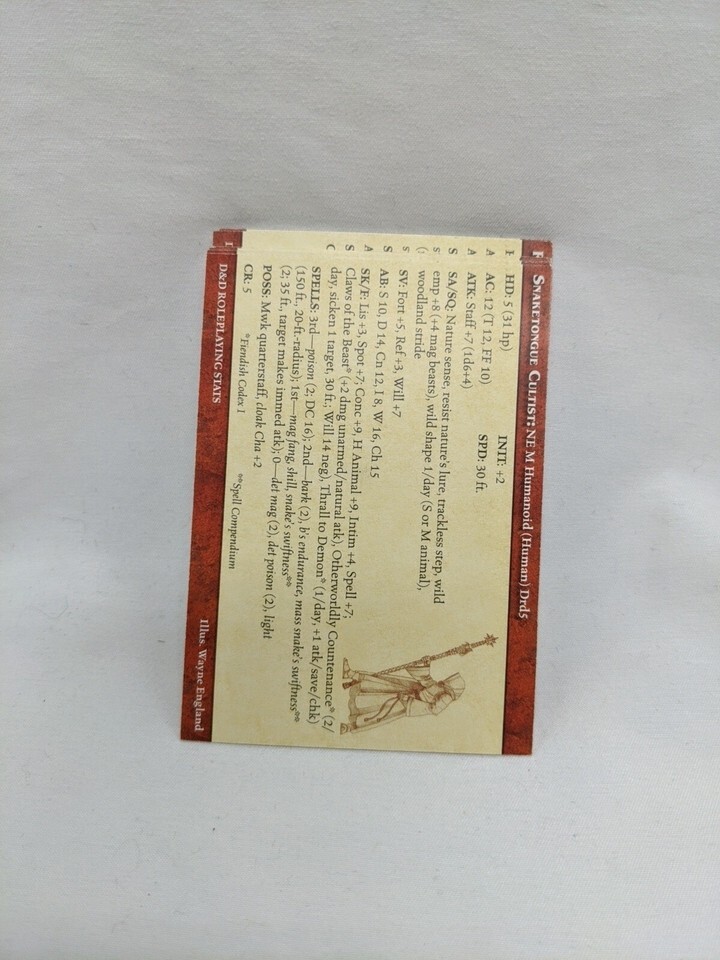 SNAKETONGUE CULTIST: NE M Humanoid (Human) Drd5
HD: 5 (31 hp) INIT: +2
AC: 12 (T 12, FF 10) SPD: 30 ft.
ATK: Staff +7 (1d6+4)
SA/SQ: Nature sense, resist nature's lure, trackless step, wild
emp +8 (+4 mag beasts), wild shape 1/day (S or M animal),
woodland stride
SV: Fort +5, Ref +3, Will +7
AB: S 10, D 14, Cn 12, I 8, W 16, Ch 15
SK/F: Lis +3, Spot +7; Conc +9, H Animal +9, Intim +4, Spell +7;
Claws of the Beast* (+2 dmg unarmed/natural atk), Otherworldly Countenance* (2/
day, sicken 1 target, 30 ft.; Will 14 neg), Thrall to Demon* (1/day, +1 atk/save/chk)
SPELLS: 3rd—poison (2; DC 16); 2nd—bark (2), b's endurance, mass snake's swiftness**
(150 ft., 20-ft.-radius); 1st—mag fang, shill, snake's swiftness**
(2; 35 ft., target makes immed atk); 0—det mag (2), det poison (2), light
POSS: Mwk quarterstaff, cloak Cha +2
CR: 5
*Fiendish Codex I **Spell Compendium
D&D ROLEPLAYING STATS Illus. Wayne England